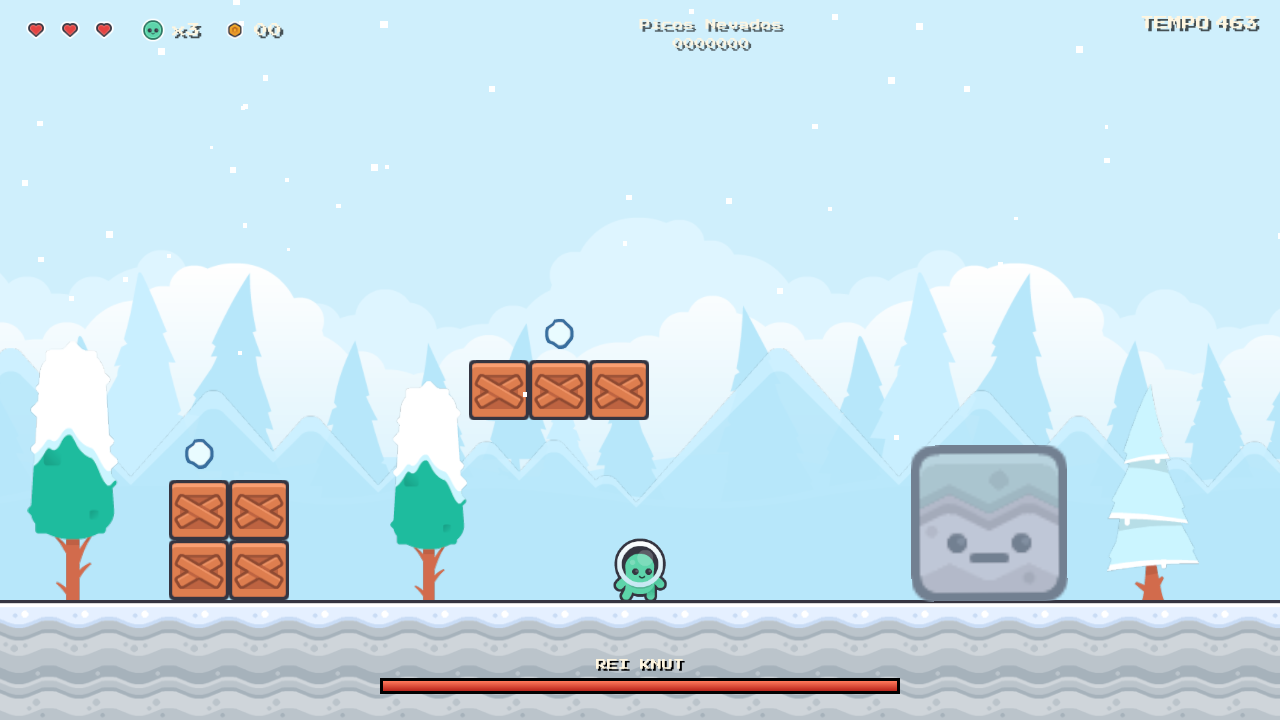 x3
00
Picos Nevados
0000000
TEMPO 453
REI KNUT